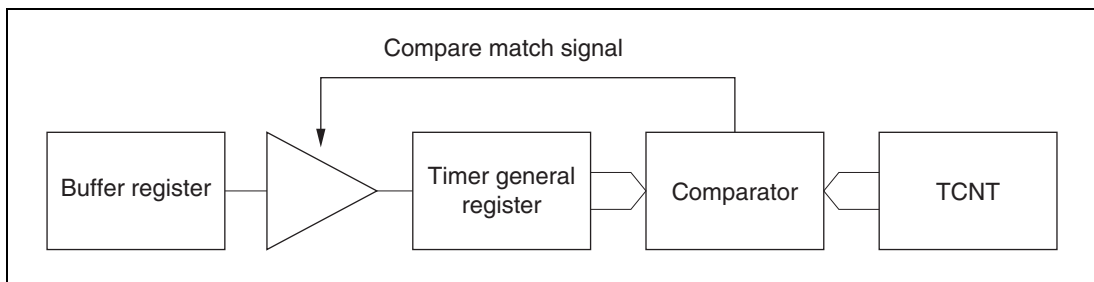 Compare match signal
Buffer register
Timer general
register
Comparator
TCNT